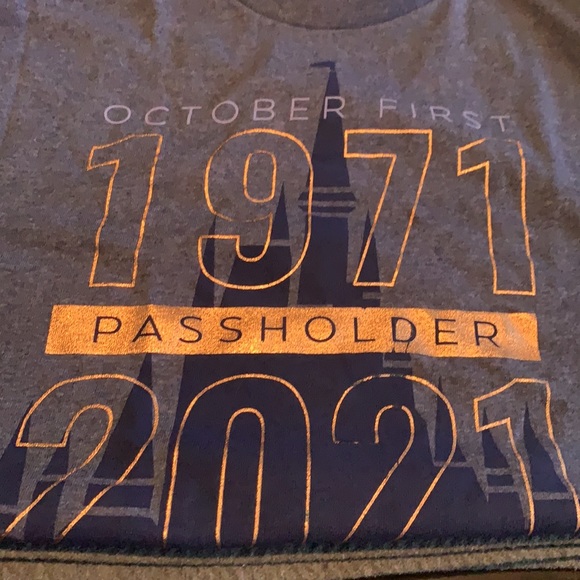 OCTOBER FIRST
1971
PASSHOLDER
2021